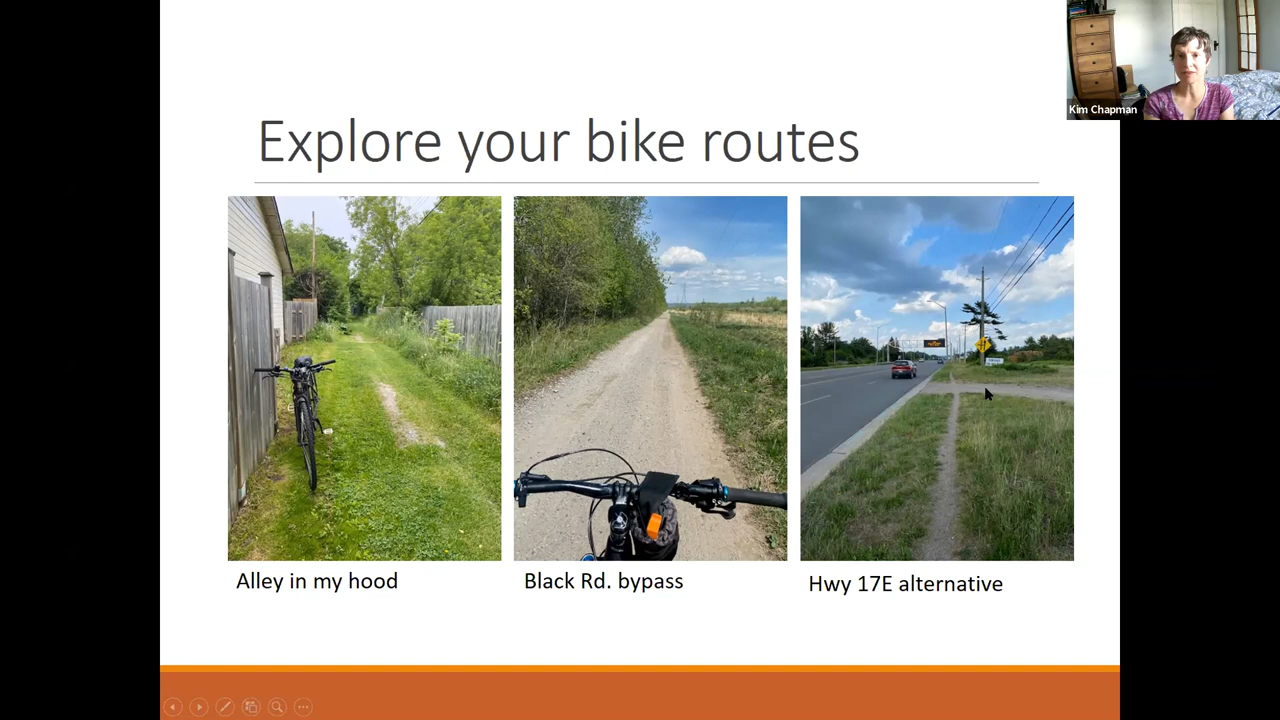 Explore your bike routes
Kim Chapman
Alley in my hood
Black Rd. bypass
Hwy 17E alternative